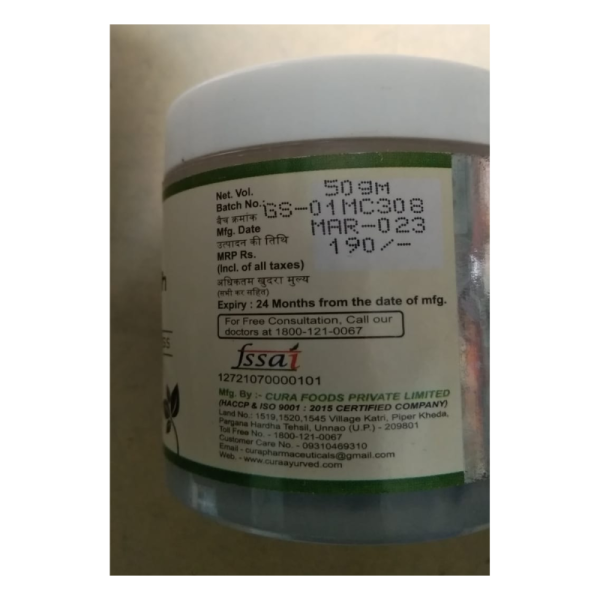 Net. Vol. 50gm
Batch No.: GS-01MC308
बैच क्रमांक
Mfg. Date MAR-023
उत्पादन की तिथि
MRP Rs. 190/-
(Incl. of all taxes)
अधिकतम खुदरा मुल्य
(सभी कर सहित)
Expiry : 24 Months from the date of mfg.
For Free Consultation, Call our
doctors at 1800-121-0067
fssai
12721070000101
Mfg. By :- CURA FOODS PRIVATE LIMITED
(HACCP & ISO 9001 : 2015 CERTIFIED COMPANY)
Land No.: 1519,1520,1545 Village Katri, Piper Kheda,
Pargana Hardha Tehsil, Unnao (U.P.) - 209801
Toll Free No. - 1800-121-0067
Customer Care No. - 09310469310
Email - curapharmaceuticals@gmail.com
Web. - www.curaayurved.com